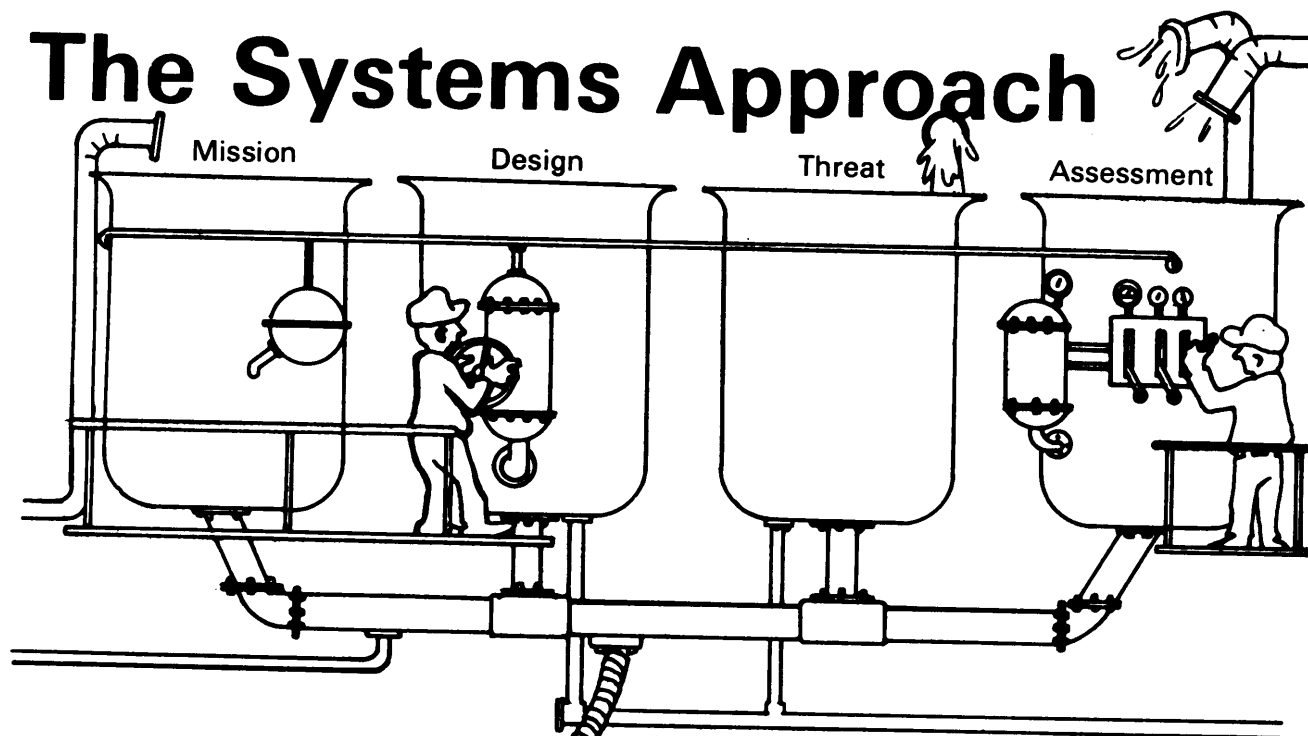 The Systems Approach
Mission
Design
Threat
Assessment